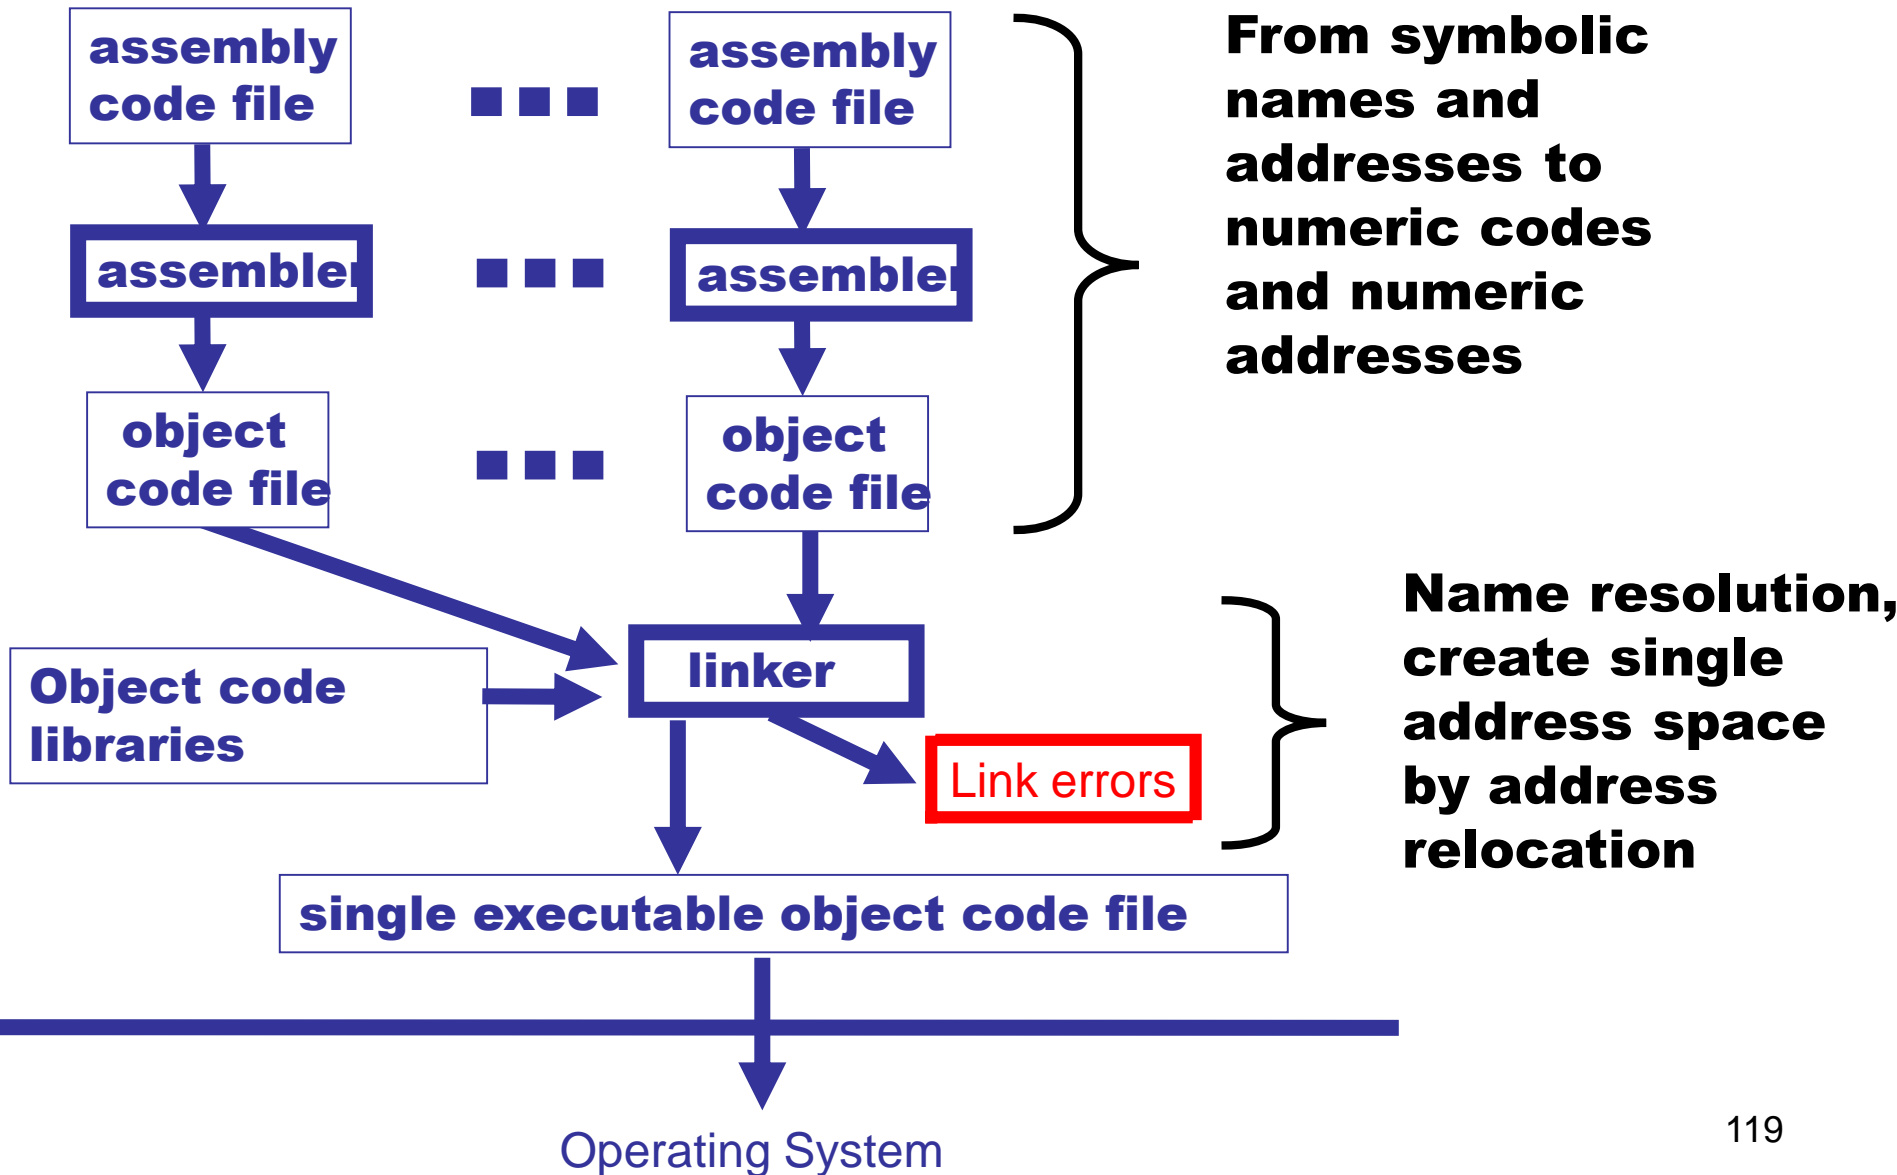 assembly
code file
assembly
code file
From symbolic
names and
addresses to
numeric codes
and numeric
addresses
assembler
assembler
object
code file
object
code file
Name resolution,
create single
address space
by address
relocation
linker
Object code
libraries
Link errors
single executable object code file
Operating System
119